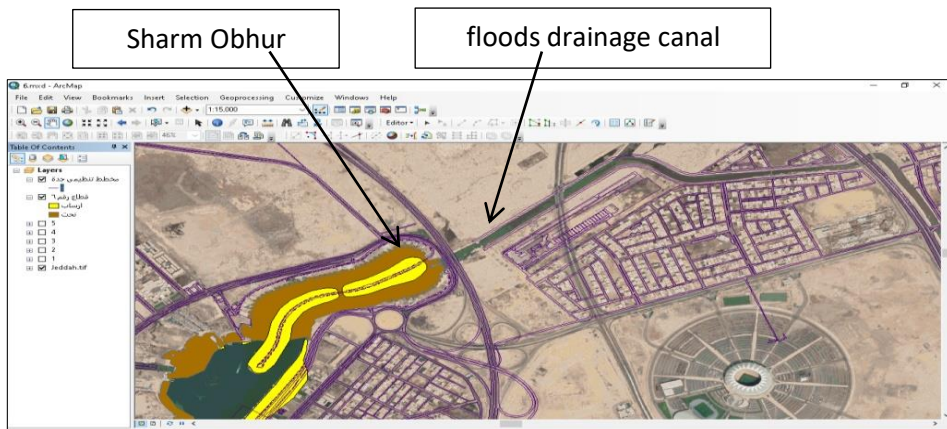 Sharm Obhur
floods drainage canal
6.mxd - ArcMap
File Edit View Bookmarks Insert Selection Geoprocessing Customize Windows Help
1:15,000
Editor
46%
Table Of Contents
Layers
مخطط تنظيمي جدة
قطاع رقم ٦
ارساب
نحت
5
4
3
2
1
Jeddah.tif